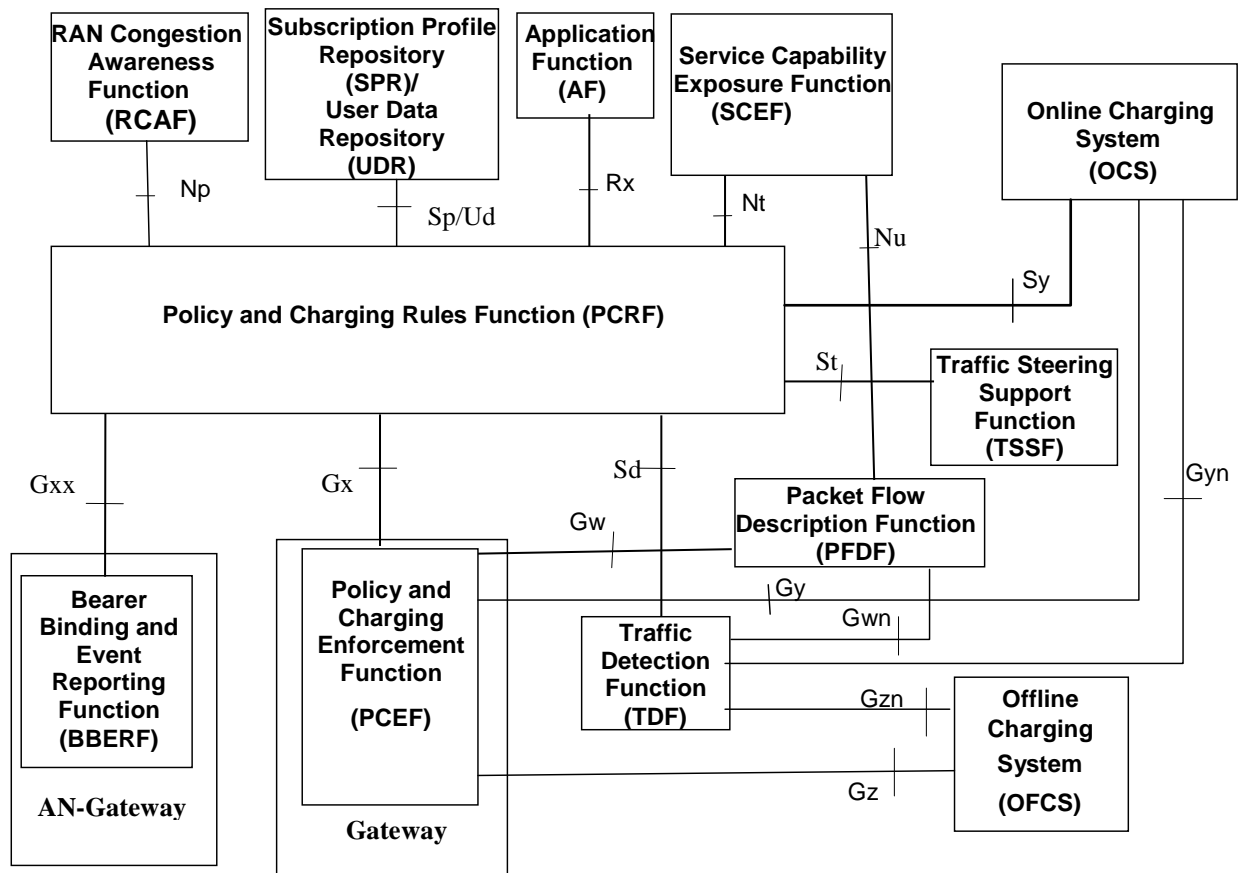 RAN Congestion
Awareness
Function
(RCAF)
Subscription Profile
Repository
(SPR)/
User Data
Repository
(UDR)
Application
Function
(AF)
Service Capability
Exposure Function
(SCEF)
Online Charging
System
(OCS)
Np
Sp/Ud
Rx
Nt
Nu
Sy
Policy and Charging Rules Function (PCRF)
St
Traffic Steering
Support
Function
(TSSF)
Gxx
Gx
Sd
Gyn
Packet Flow
Description Function
(PFDF)
Gw
Gy
Gwn
Bearer
Binding and
Event
Reporting
Function
(BBERF)
AN-Gateway
Policy and
Charging
Enforcement
Function
(PCEF)
Gateway
Traffic
Detection
Function
(TDF)
Gzn
Gz
Offline
Charging
System
(OFCS)